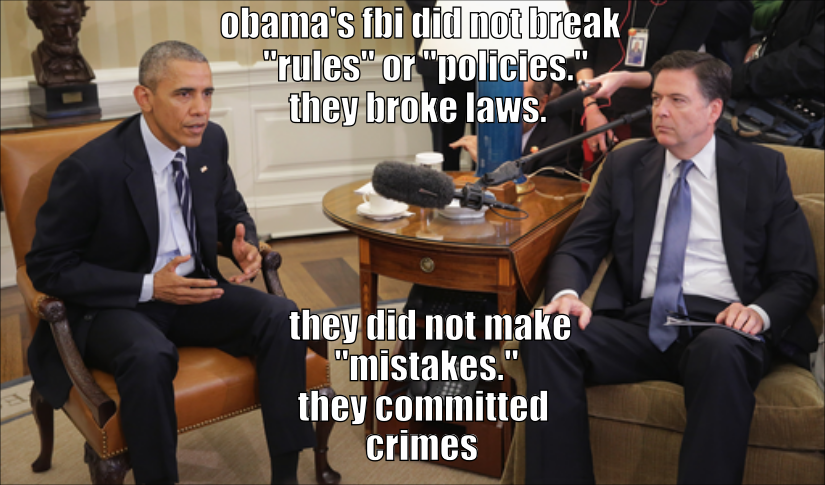 obama's fbi did not break
"rules" or "policies."
they broke laws.
they did not make
"mistakes."
they committed
crimes